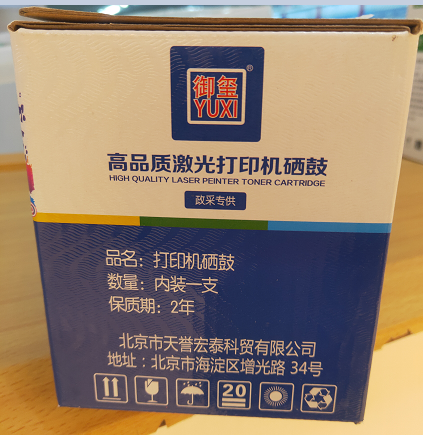 御玺
YUXI
®
高品质激光打印机硒鼓
HIGH QUALITY LASER PEINTER TONER CARTRIDGE
政采专供
品名：打印机硒鼓
数量：内装一支
保质期：2年
北京市天誉宏泰科贸有限公司
地址：北京市海淀区增光路 34号
20